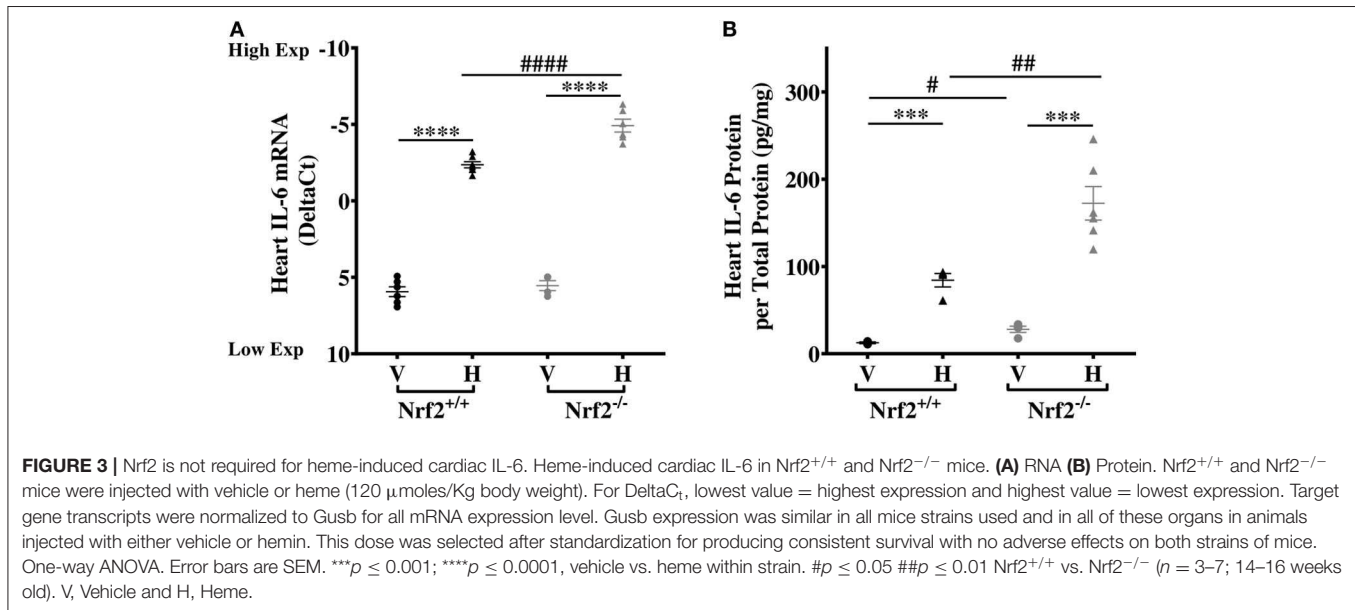 A
High Exp
-10
-5
0
5
10
Low Exp
Heart IL-6 mRNA
(DeltaCt)
####
****
****
V
H
V
H
Nrf2+/+
Nrf2-/-
B
300
200
100
0
Heart IL-6 Protein
per Total Protein (pg/mg)
##
#
***
***
V
H
V
H
Nrf2+/+
Nrf2-/-
FIGURE 3 | Nrf2 is not required for heme-induced cardiac IL-6. Heme-induced cardiac IL-6 in Nrf2+/+ and Nrf2−/− mice. (A) RNA (B) Protein. Nrf2+/+ and Nrf2−/−
mice were injected with vehicle or heme (120 μmoles/Kg body weight). For DeltaCt, lowest value = highest expression and highest value = lowest expression. Target
gene transcripts were normalized to Gusb for all mRNA expression level. Gusb expression was similar in all mice strains used and in all of these organs in animals
injected with either vehicle or hemin. This dose was selected after standardization for producing consistent survival with no adverse effects on both strains of mice.
One-way ANOVA. Error bars are SEM. ***p ≤ 0.001; ****p ≤ 0.0001, vehicle vs. heme within strain. #p ≤ 0.05 ##p ≤ 0.01 Nrf2+/+ vs. Nrf2−/− (n = 3–7; 14–16 weeks
old). V, Vehicle and H, Heme.